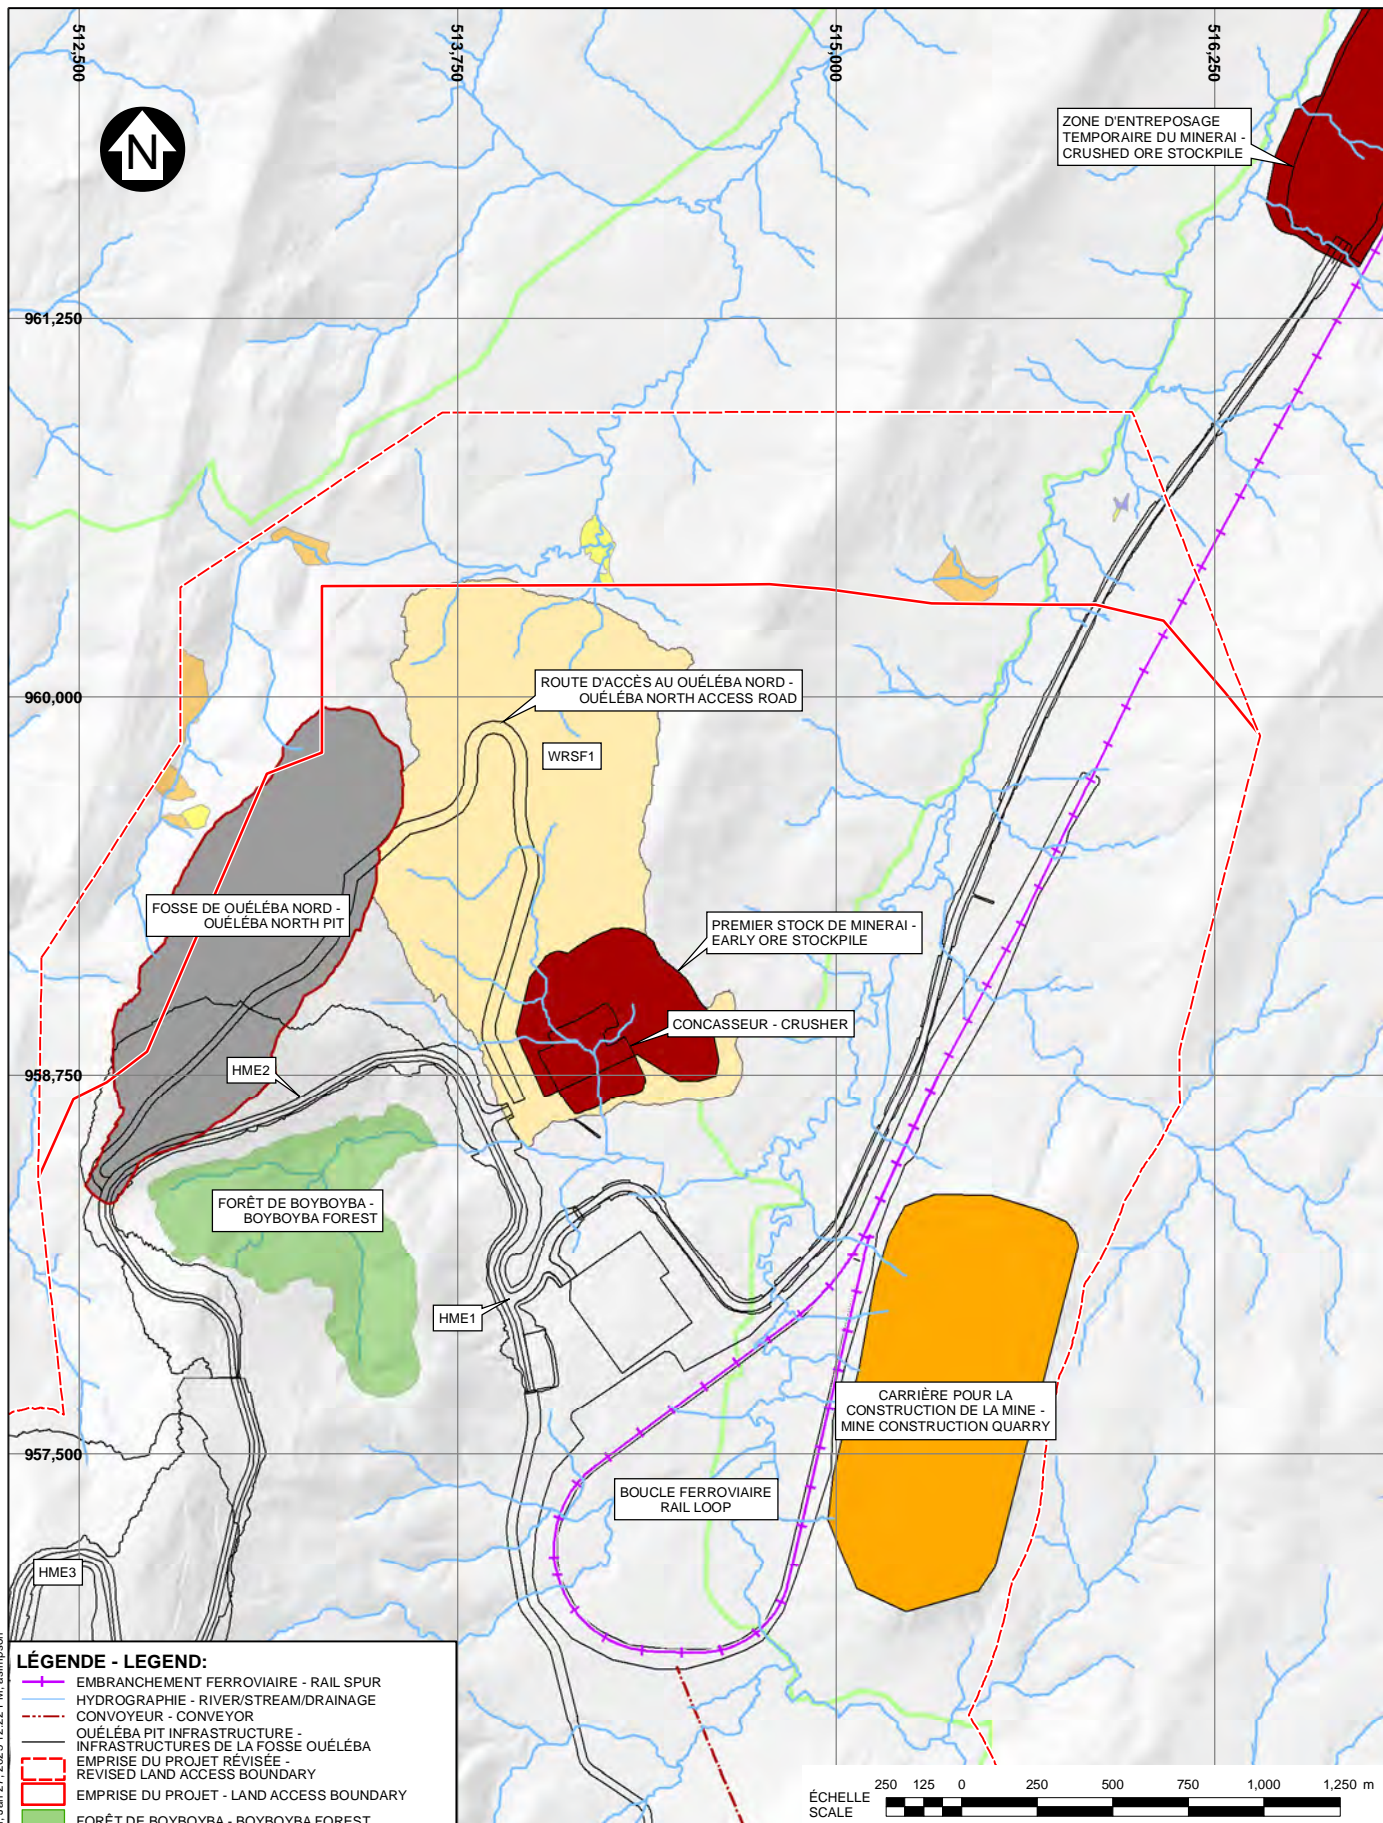 512,500
513,750
515,000
516,250
N
ZONE D'ENTREPOSAGE
TEMPORAIRE DU MINERAI -
CRUSHED ORE STOCKPILE
961,250
960,000
ROUTE D'ACCÈS AU OUÉLÉBA NORD -
OUÉLÉBA NORTH ACCESS ROAD
WRSF1
FOSSE DE OUÉLÉBA NORD -
OUÉLÉBA NORTH PIT
PREMIER STOCK DE MINERAI -
EARLY ORE STOCKPILE
CONCASSEUR - CRUSHER
HME2
958,750
FORÊT DE BOYBOYBA -
BOYBOYBA FOREST
HME1
CARRIÈRE POUR LA
CONSTRUCTION DE LA MINE -
MINE CONSTRUCTION QUARRY
957,500
BOUCLE FERROVIAIRE
RAIL LOOP
HME3
LÉGENDE - LEGEND:
EMBRANCHEMENT FERROVIAIRE - RAIL SPUR
HYDROGRAPHIE - RIVER/STREAM/DRAINAGE
CONVOYEUR - CONVEYOR
OUÉLÉBA PIT INFRASTRUCTURE -
INFRASTRUCTURES DE LA FOSSE OUÉLÉBA
EMPRISE DU PROJET RÉVISÉE -
REVISED LAND ACCESS BOUNDARY
EMPRISE DU PROJET - LAND ACCESS BOUNDARY
FORÊT DE BOYBOYBA - BOYBOYBA FOREST
ÉCHELLE
SCALE
250 125 0 250 500 750 1,000 1,250 m